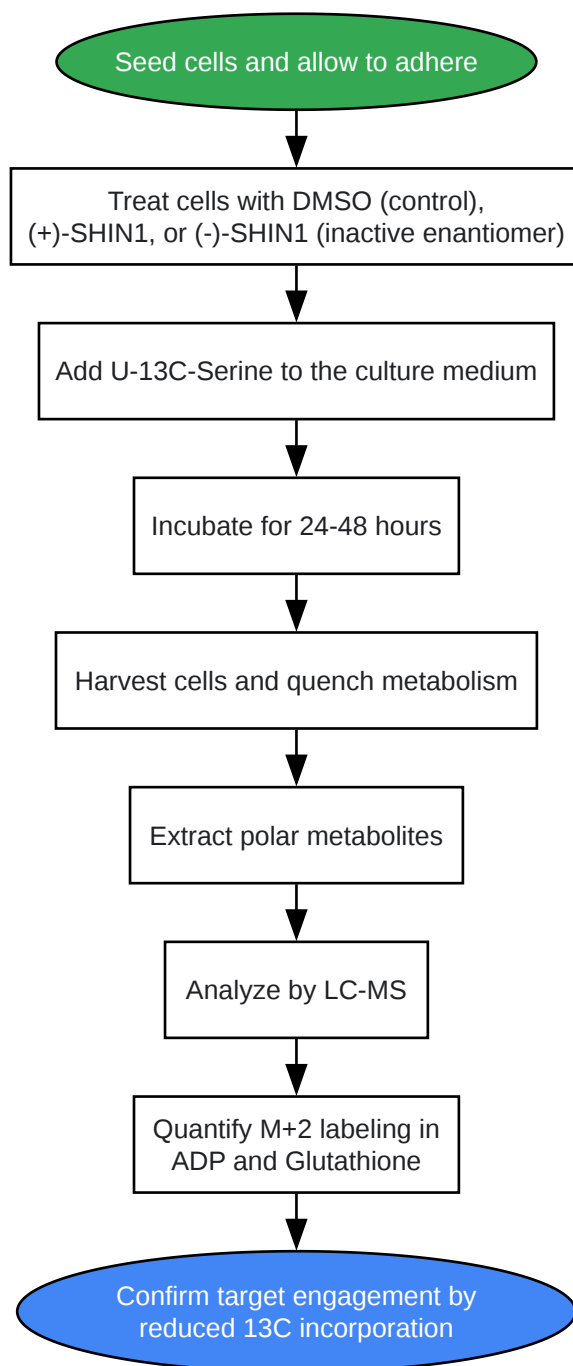 Seed cells and allow to adhere
Treat cells with DMSO (control),
(+)-SHIN1, or (-)-SHIN1 (inactive enantiomer)
Add U-13C-Serine to the culture medium
Incubate for 24-48 hours
Harvest cells and quench metabolism
Extract polar metabolites
Analyze by LC-MS
Quantify M+2 labeling in
ADP and Glutathione
Confirm target engagement by
reduced 13C incorporation